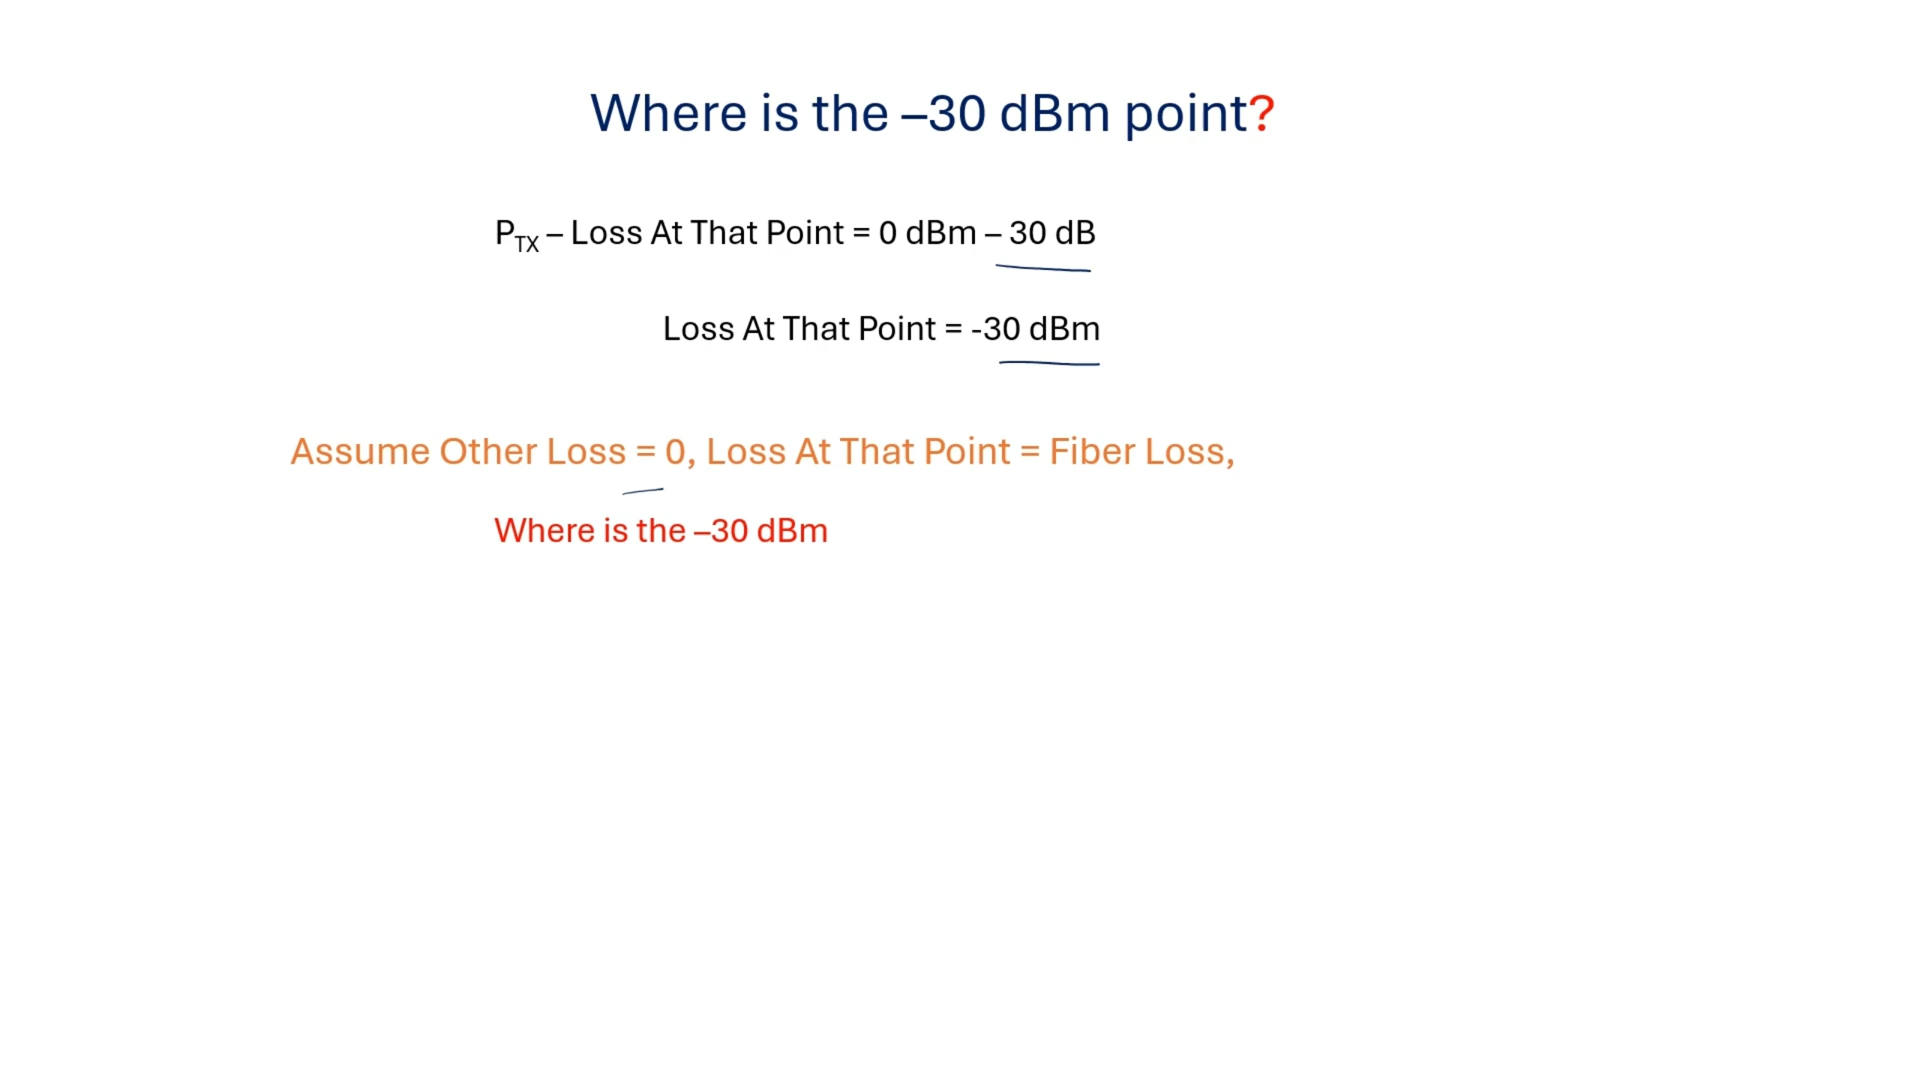 Where is the –30 dBm point?
PTX – Loss At That Point = 0 dBm – 30 dB
Loss At That Point = -30 dBm
Assume Other Loss = 0, Loss At That Point = Fiber Loss,
Where is the –30 dBm